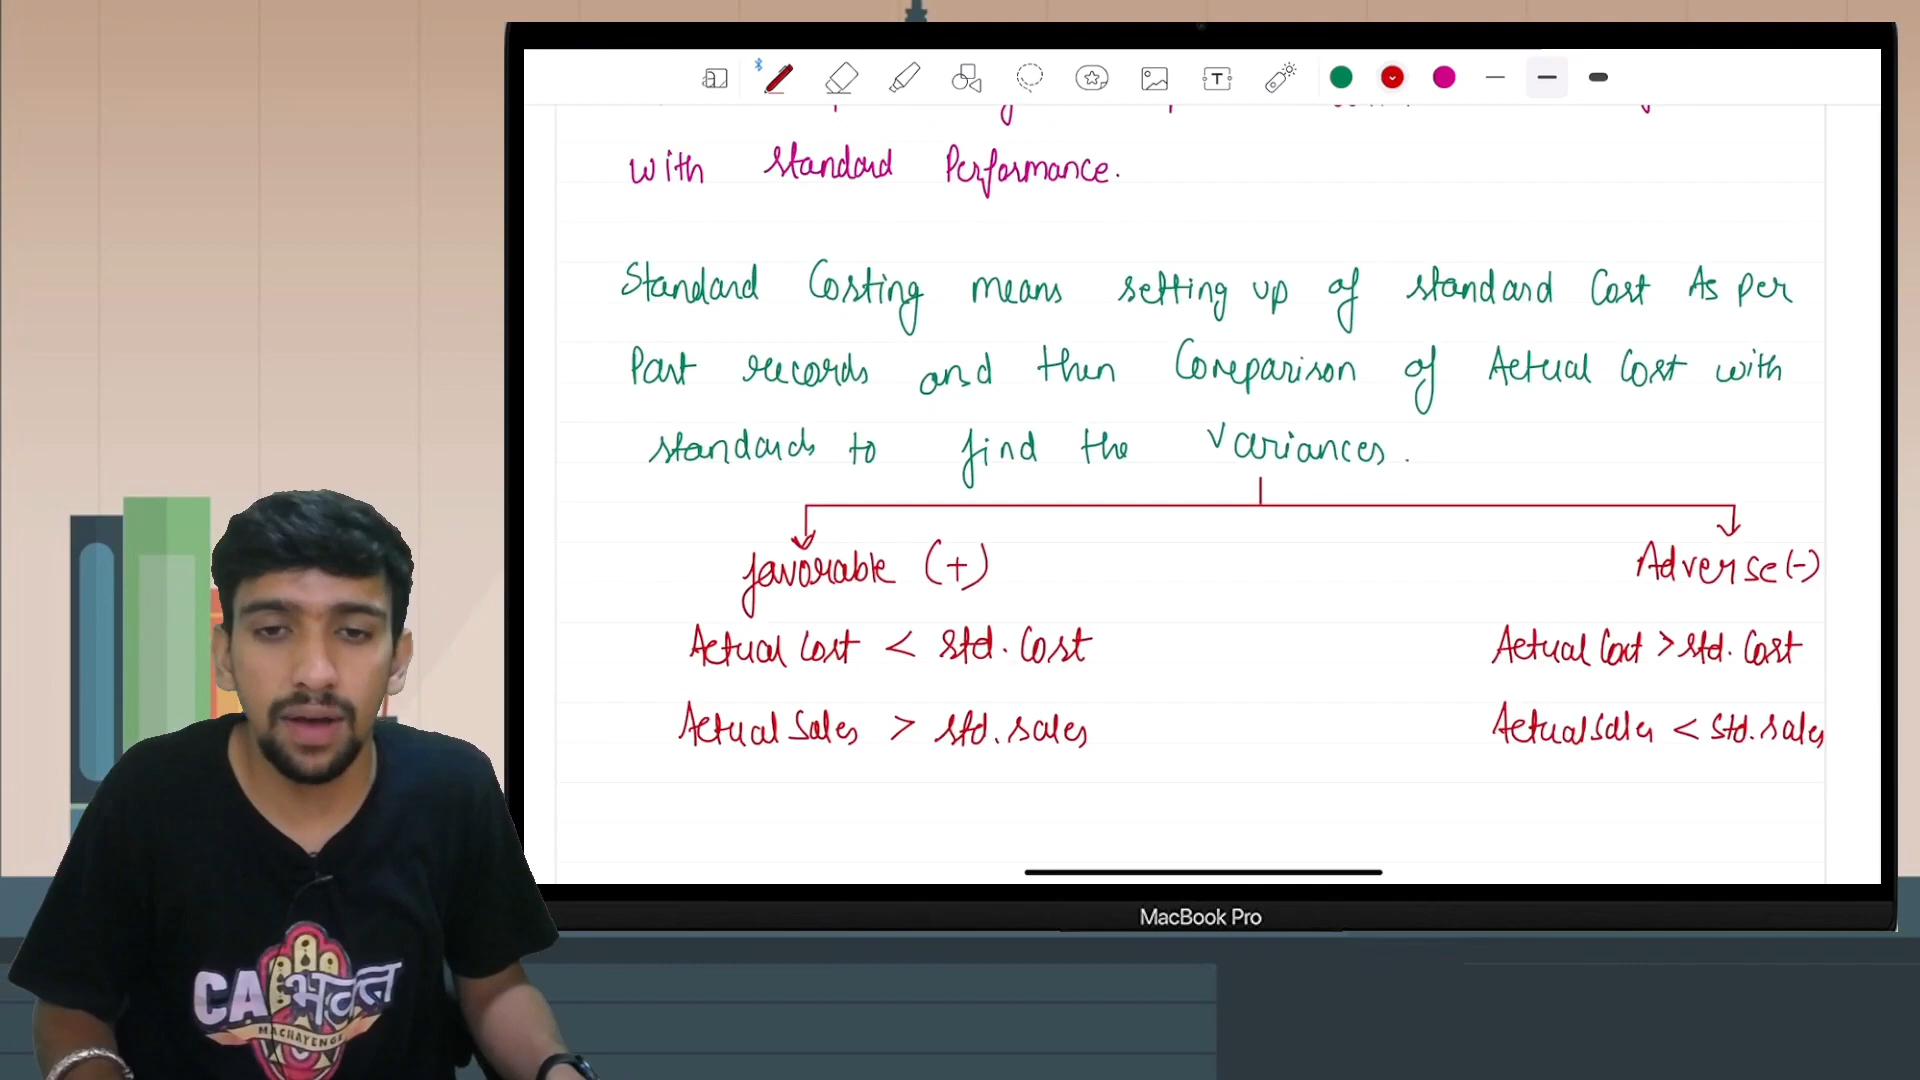 with standard Performance.
Standard Costing means setting up of standard Cost As per
Past records and then Comparison of Actual Cost with
standards to find the Variances.
favorable (+)
Adverse (-)
Actual Cost < std. Cost
Actual Cost > std. Cost
Actual Sales > std. sales
Actual sales < std. sales
MacBook Pro
CA भक्त
MACHAYENGE